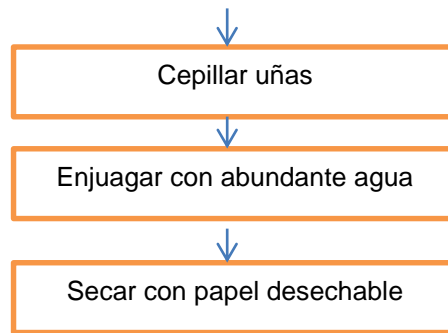 Cepillar uñas
Enjuagar con abundante agua
Secar con papel desechable